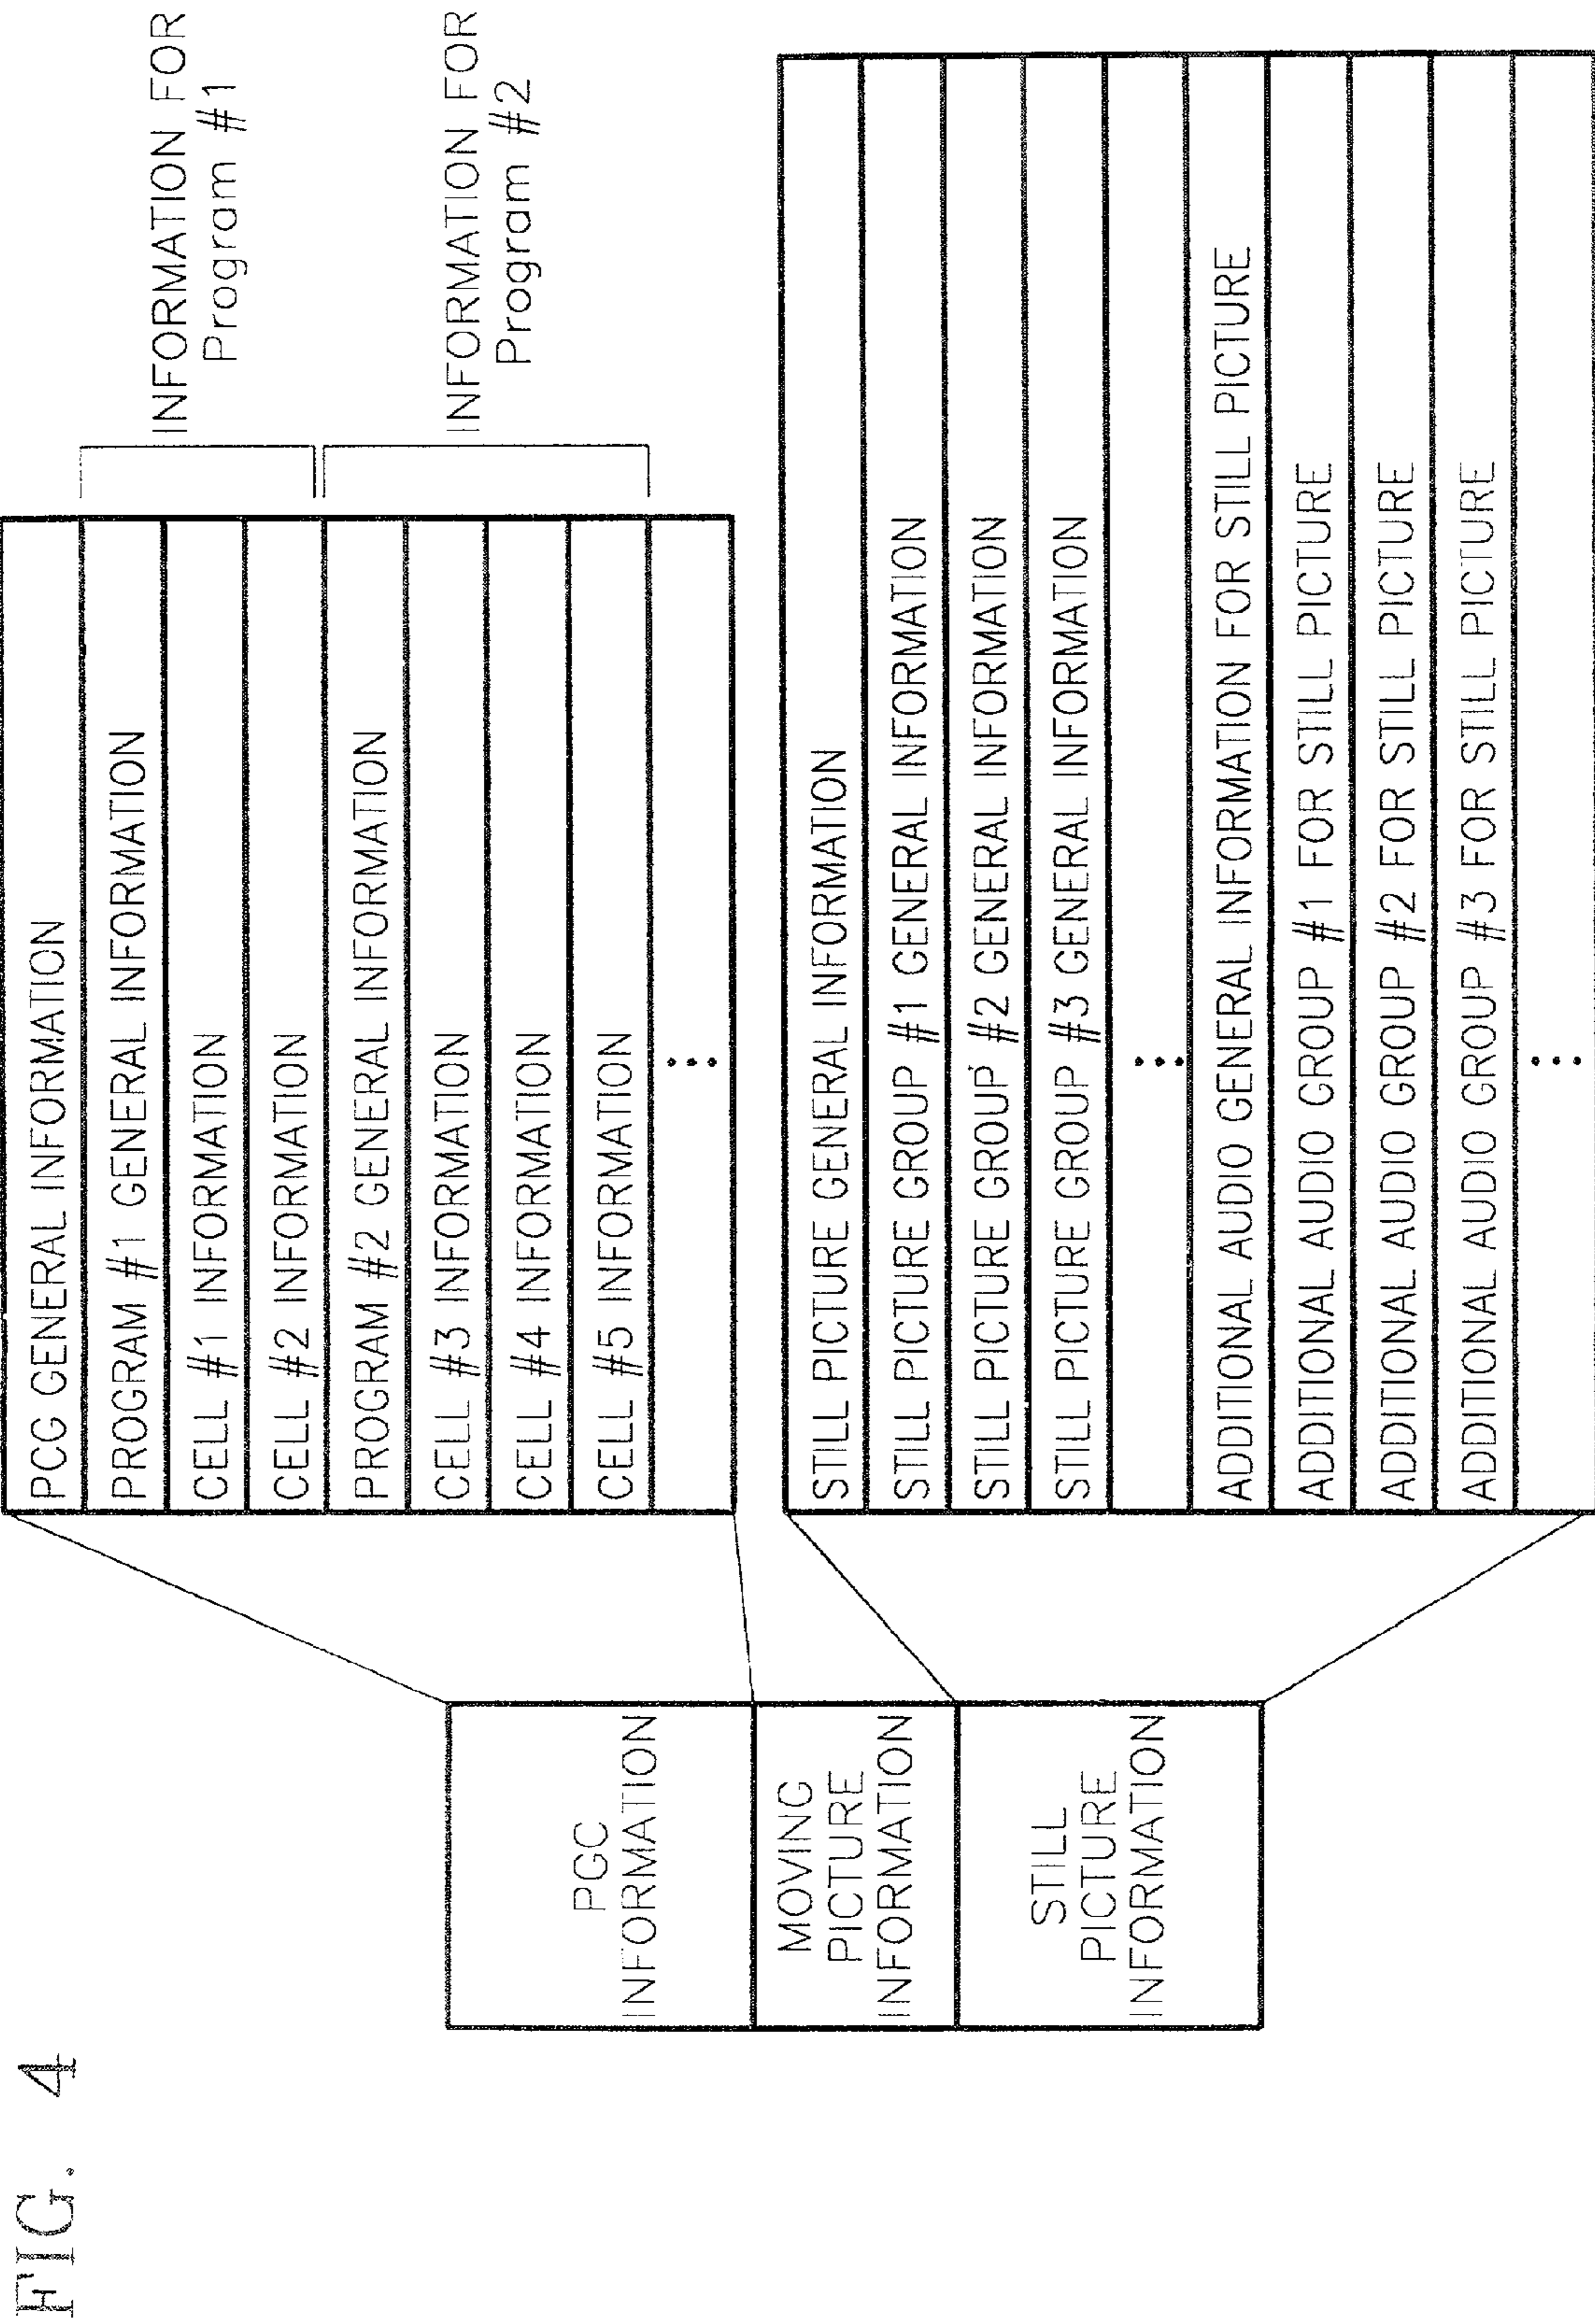 FIG. 4
PGC
INFORMATION
MOVING
PICTURE
INFORMATION
STILL
PICTURE
INFORMATION
PCG GENERAL INFORMATION
PROGRAM #1 GENERAL INFORMATION
CELL #1 INFORMATION
CELL #2 INFORMATION
PROGRAM #2 GENERAL INFORMATION
CELL #3 INFORMATION
CELL #4 INFORMATION
CELL #5 INFORMATION
...
INFORMATION FOR
Program #1
INFORMATION FOR
Program #2
STILL PICTURE GENERAL INFORMATION
STILL PICTURE GROUP #1 GENERAL INFORMATION
STILL PICTURE GROUP #2 GENERAL INFORMATION
STILL PICTURE GROUP #3 GENERAL INFORMATION
...
ADDITIONAL AUDIO GENERAL INFORMATION FOR STILL PICTURE
ADDITIONAL AUDIO GROUP #1 FOR STILL PICTURE
ADDITIONAL AUDIO GROUP #2 FOR STILL PICTURE
ADDITIONAL AUDIO GROUP #3 FOR STILL PICTURE
...